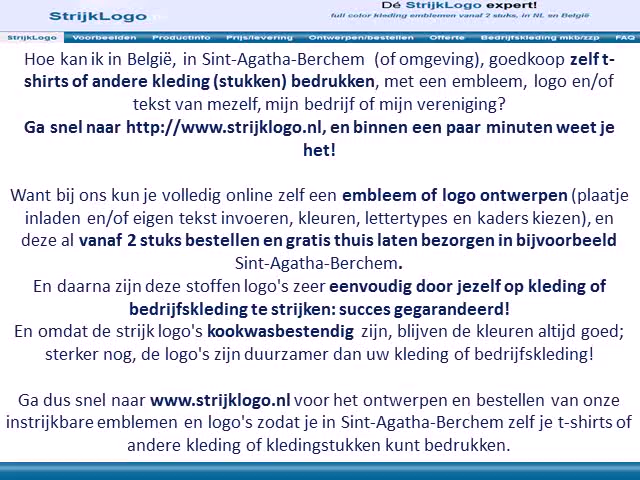 StrijkLogo
Dé StrijkLogo expert!
full color kleding emblemen vanaf 2 stuks, in NL en België
StrijkLogo Voorbeelden Productinfo Prijs/levering Ontwerpen/bestellen Offerte Bedrijfskleding mkb/zzp FAQ
Hoe kan ik in België, in Sint-Agatha-Berchem (of omgeving), goedkoop zelf t-
shirts of andere kleding (stukken) bedrukken, met een embleem, logo en/of
tekst van mezelf, mijn bedrijf of mijn vereniging?
Ga snel naar http://www.strijklogo.nl, en binnen een paar minuten weet je
het!
Want bij ons kun je volledig online zelf een embleem of logo ontwerpen (plaatje
inladen en/of eigen tekst invoeren, kleuren, lettertypes en kaders kiezen), en
deze al vanaf 2 stuks bestellen en gratis thuis laten bezorgen in bijvoorbeeld
Sint-Agatha-Berchem.
En daarna zijn deze stoffen logo's zeer eenvoudig door jezelf op kleding of
bedrijfskleding te strijken: succes gegarandeerd!
En omdat de strijk logo's kookwasbestendig zijn, blijven de kleuren altijd goed;
sterker nog, de logo's zijn duurzamer dan uw kleding of bedrijfskleding!
Ga dus snel naar www.strijklogo.nl voor het ontwerpen en bestellen van onze
instrijkbare emblemen en logo's zodat je in Sint-Agatha-Berchem zelf je t-shirts of
andere kleding of kledingstukken kunt bedrukken.